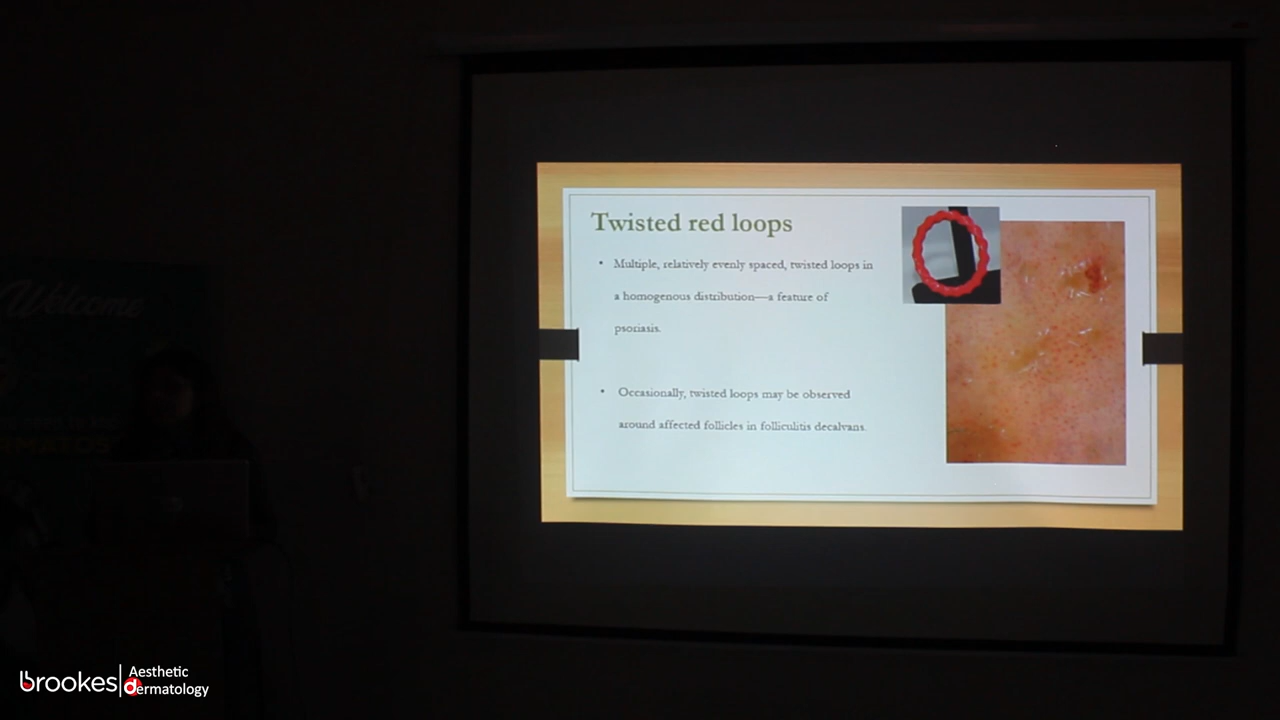 Twisted red loops
• Multiple, relatively evenly spaced, twisted loops in
a homogenous distribution—a feature of
psoriasis.
• Occasionally, twisted loops may be observed
around affected follicles in folliculitis decalvans.
Welcome
brookes
Aesthetic
dermatology